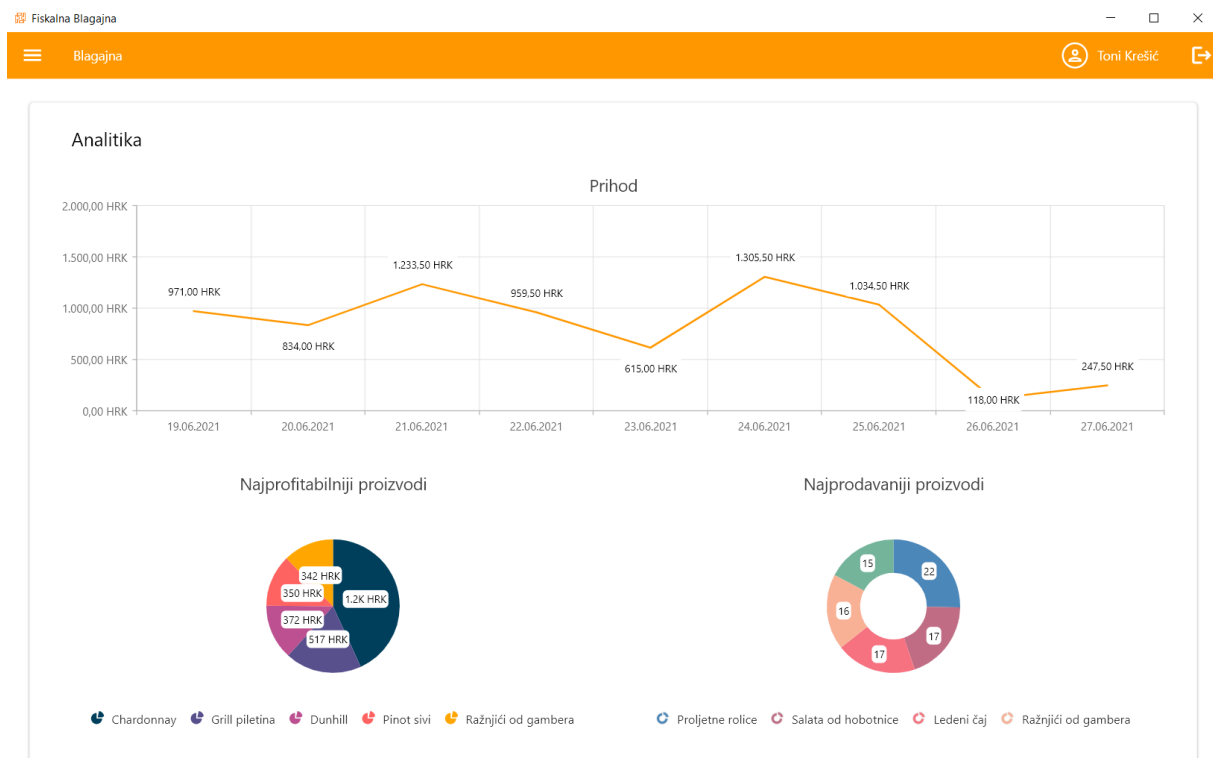 Fiskalna Blagajna
Blagajna
Toni Krešić
Analitika
Prihod
2.000,00 HRK
1.500,00 HRK
1.000,00 HRK
500,00 HRK
0,00 HRK
971,00 HRK
834,00 HRK
1.233,50 HRK
959,50 HRK
615,00 HRK
1.305,50 HRK
1.034,50 HRK
118,00 HRK
247,50 HRK
19.06.2021 20.06.2021 21.06.2021 22.06.2021 23.06.2021 24.06.2021 25.06.2021 26.06.2021 27.06.2021
Najprofitabilniji proizvodi
342 HRK
350 HRK
1.2K HRK
372 HRK
517 HRK
Chardonnay Grill piletina Dunhill Pinot sivi Ražnjići od gambera
Najprodavaniji proizvodi
15
22
16
17
17
Proljetne rolice Salata od hobotnice Ledeni čaj Ražnjići od gambera